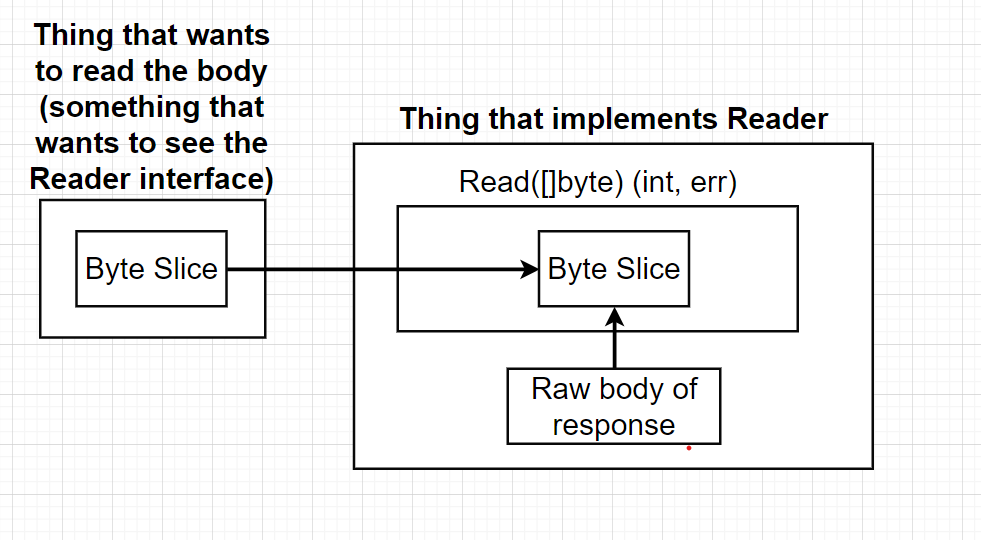 Thing that wants
to read the body
(something that
wants to see the
Reader interface)
Byte Slice
Thing that implements Reader
Read([]byte) (int, err)
Byte Slice
Raw body of
response